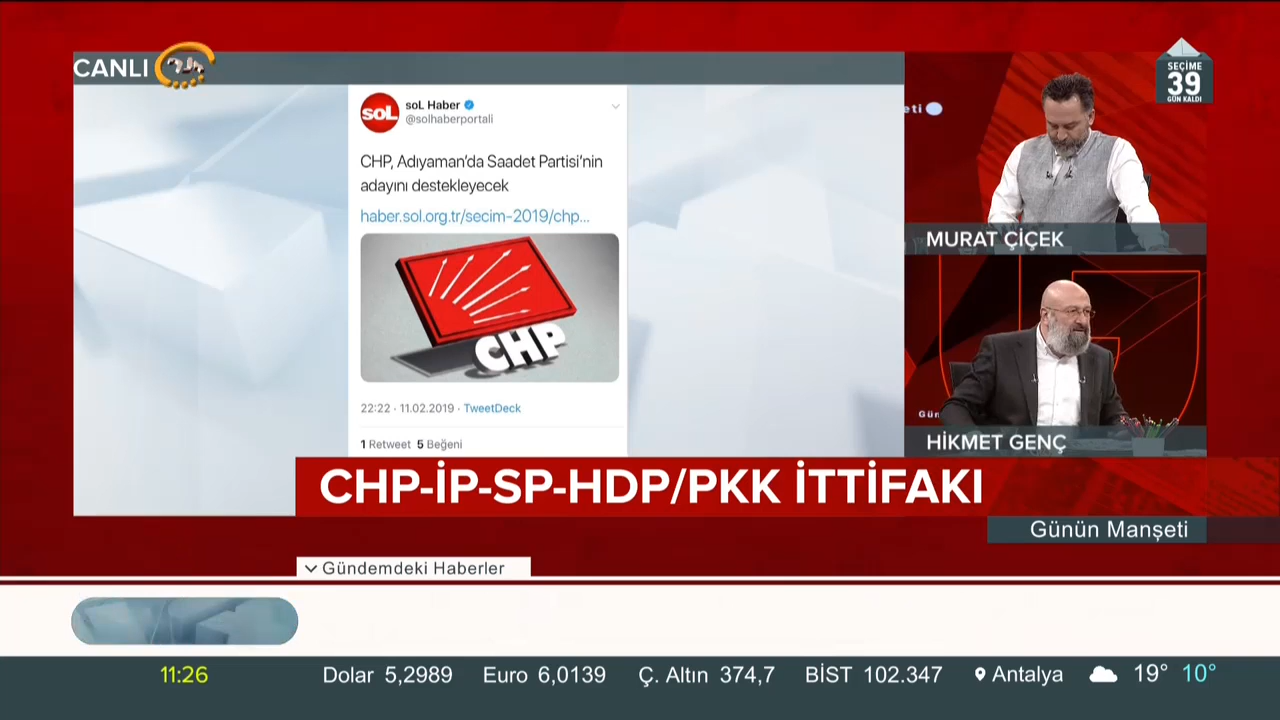 CANLI
SEÇİME
39
GÜN KALDI
soL
soL Haber
@solhaberportali
CHP, Adıyaman'da Saadet Partisi'nin
adayını destekleyecek
haber.sol.org.tr/secim-2019/chp...
CHP
22:22 · 11.02.2019 · TweetDeck
1 Retweet 5 Beğeni
eti
MURAT ÇİÇEK
Gün
HİKMET GENÇ
CHP-İP-SP-HDP/PKK İTTİFAKI
Günün Manşeti
Gündemdeki Haberler
11:26 Dolar 5,2989 Euro 6,0139 Ç. Altın 374,7 BİST 102.347 Antalya 19° 10°